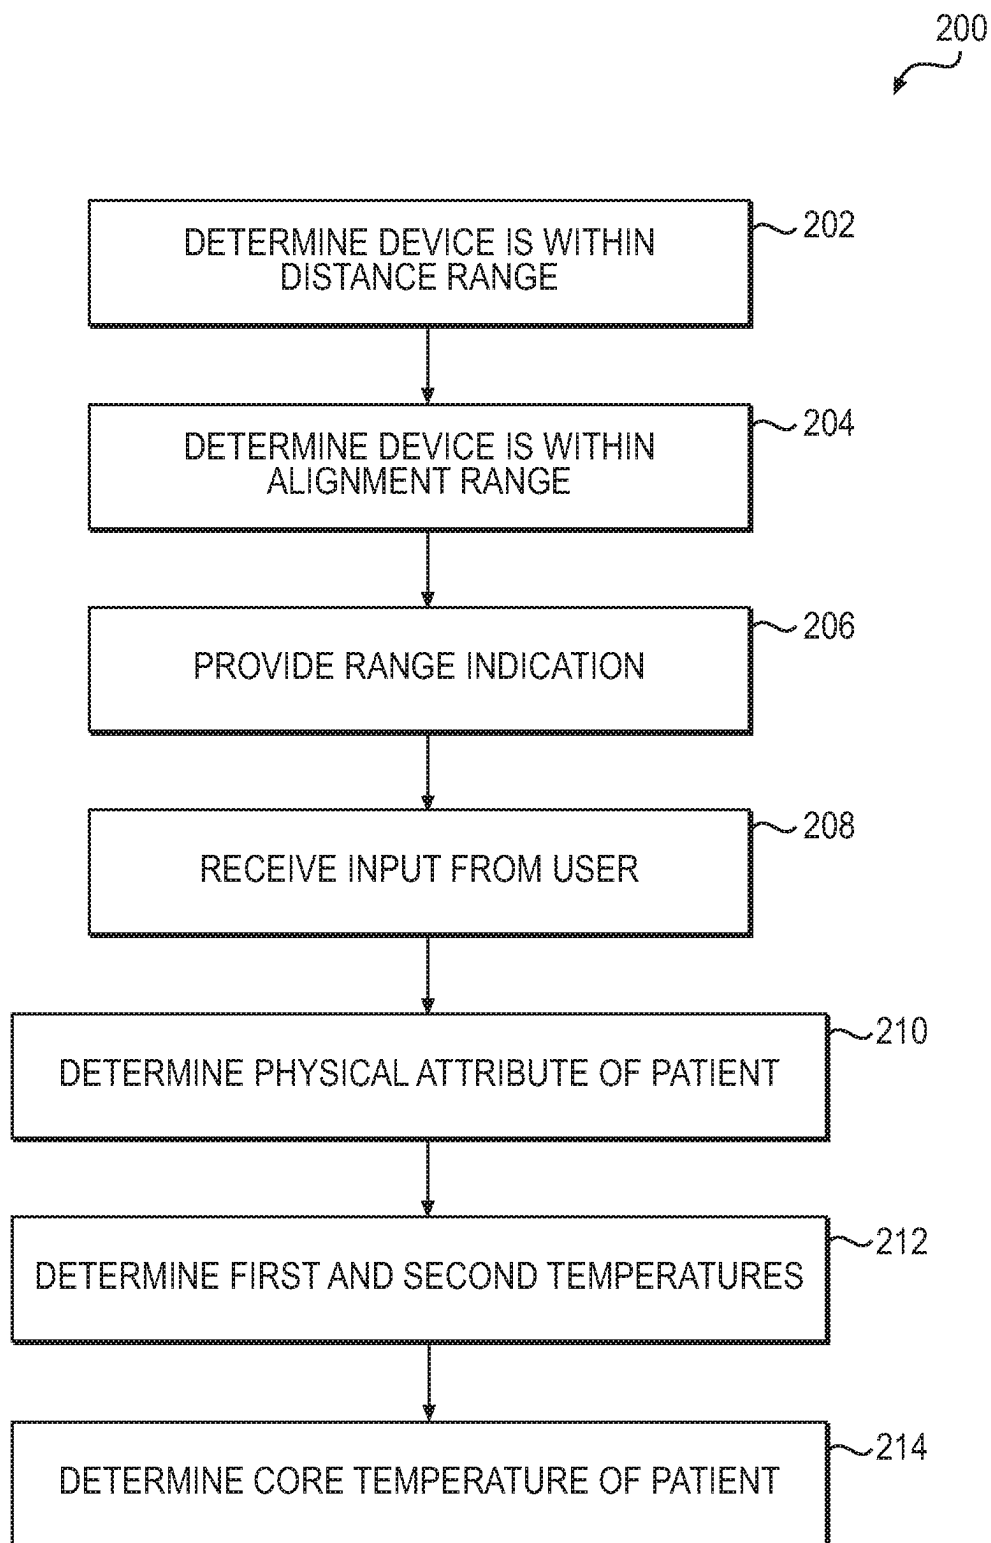 200
DETERMINE DEVICE IS WITHIN
DISTANCE RANGE
202
DETERMINE DEVICE IS WITHIN
ALIGNMENT RANGE
204
PROVIDE RANGE INDICATION
206
RECEIVE INPUT FROM USER
208
DETERMINE PHYSICAL ATTRIBUTE OF PATIENT
210
DETERMINE FIRST AND SECOND TEMPERATURES
212
DETERMINE CORE TEMPERATURE OF PATIENT
214